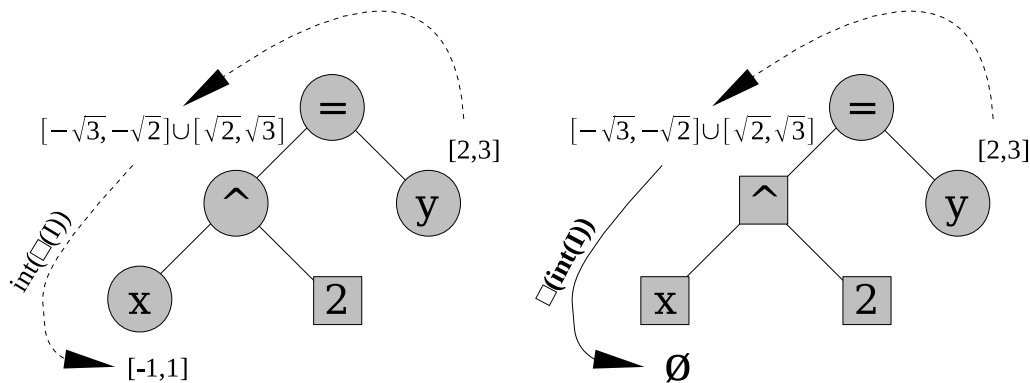 =
[-√3,-√2]∪[√2,√3]
[2,3]
^
y
int(□(I))
x
2
[-1,1]
=
[-√3,-√2]∪[√2,√3]
[2,3]
^
y
□(int(I))
x
2
Ø